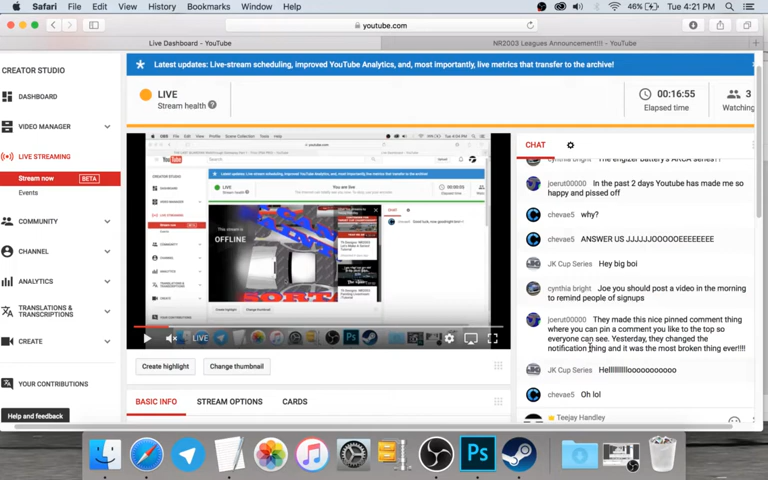 Safari File Edit View History Bookmarks Window Help
46% Tue 4:21 PM
youtube.com
Live Dashboard - YouTube
NR2003 Leagues Announcement!!! - YouTube
CREATOR STUDIO
DASHBOARD
VIDEO MANAGER
LIVE STREAMING
Stream now BETA
Events
COMMUNITY
CHANNEL
ANALYTICS
TRANSLATIONS &
TRANSCRIPTIONS
CREATE
YOUR CONTRIBUTIONS
Help and feedback
Latest updates: Live-stream scheduling, improved YouTube Analytics, and, most importantly, live metrics that transfer to the archive!
LIVE
Stream health ?
00:16:55
Elapsed time
3
Watching
This stream is
OFFLINE
LIVE
Create highlight
Change thumbnail
BASIC INFO
STREAM OPTIONS
CARDS
CHAT
cynthia bright The engizer battery's ARCA series??
joerut00000 In the past 2 days Youtube has made me so
happy and pissed off
chevae5 why?
chevae5 ANSWER US JJJJJJOOOOOEEEEEEEE
JK Cup Series Hey big boi
cynthia bright Joe you should post a video in the morning
to remind people of signups
joerut00000 They made this nice pinned comment thing
where you can pin a comment you like to the top so
everyone can see. Yesterday, they changed the
notification thing and it was the most broken thing ever!!!!
JK Cup Series Helllllllllloooooooooo
chevae5 Oh lol
Teejay Handley
Ps